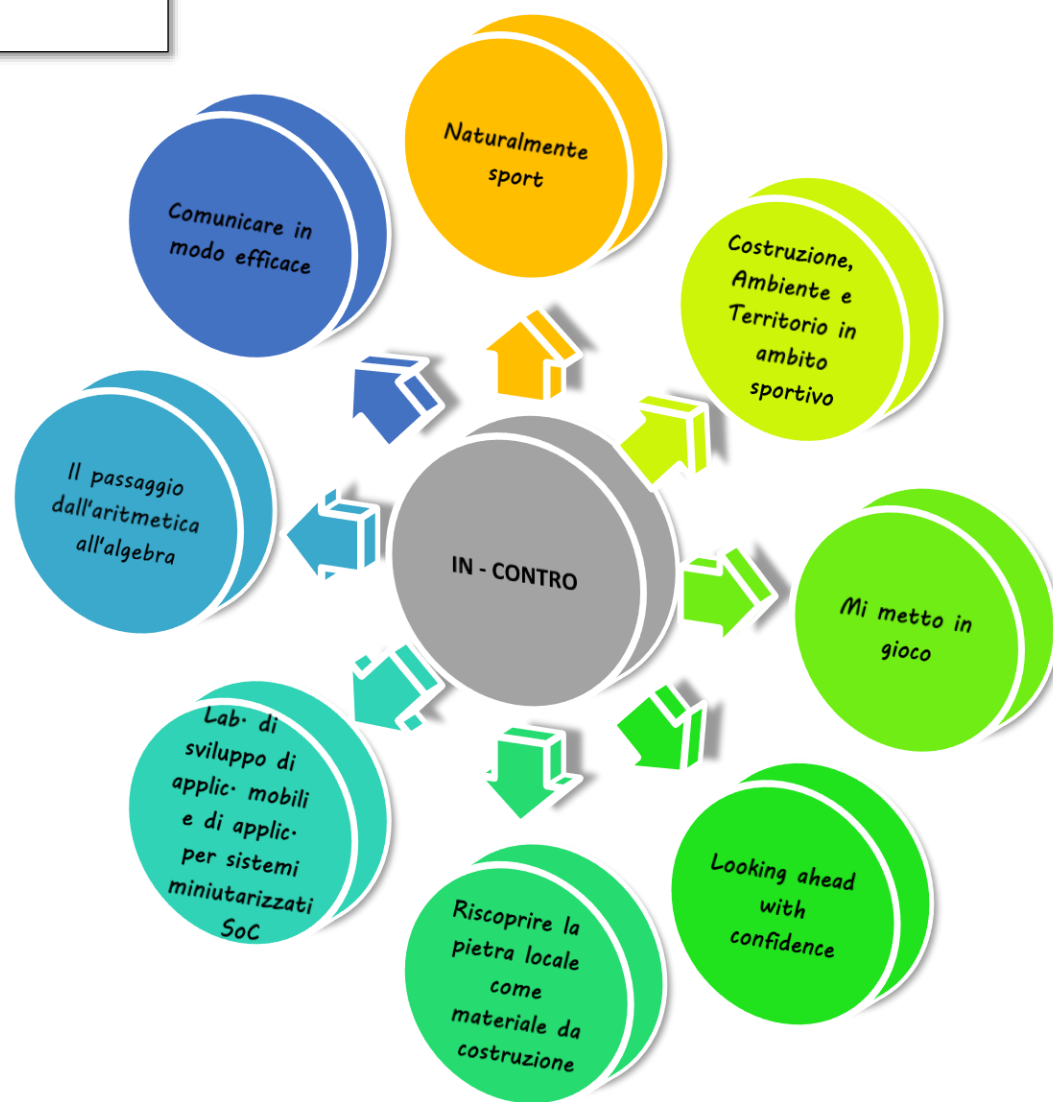 Naturalmente
sport
Costruzione,
Ambiente e
Territorio in
ambito
sportivo
Mi metto in
gioco
Looking ahead
with
confidence
Riscoprire la
pietra locale
come
materiale da
costruzione
Lab. di
sviluppo di
applic. mobili
e di applic.
per sistemi
miniutarizzati
SoC
Il passaggio
dall'aritmetica
all'algebra
Comunicare in
modo efficace
IN - CONTRO